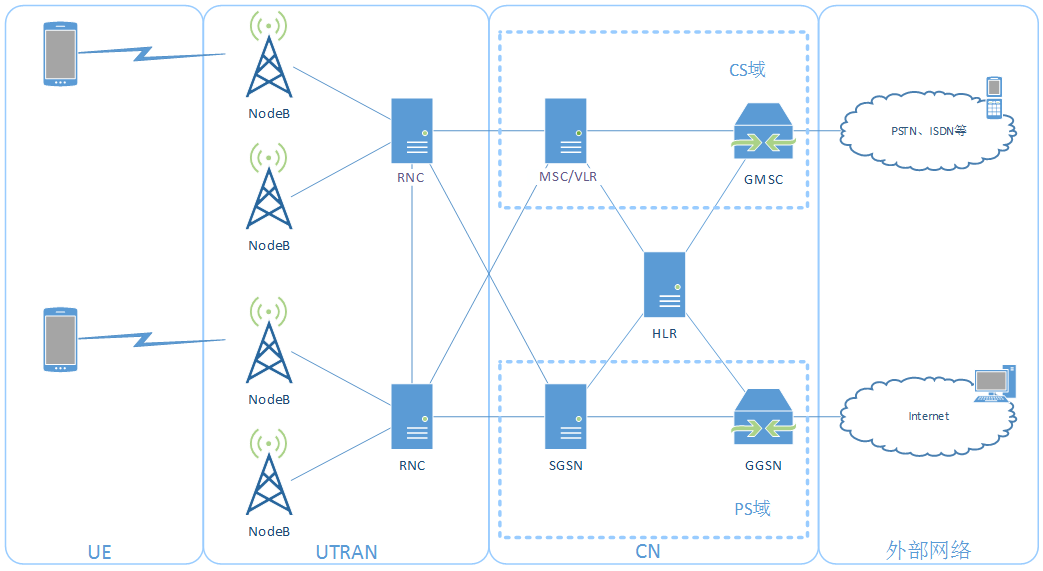 NodeB
CS域
PSTN、ISDN等
RNC
MSC/VLR
GMSC
NodeB
HLR
NodeB
Internet
RNC
SGSN
GGSN
PS域
NodeB
UE
UTRAN
CN
外部网络